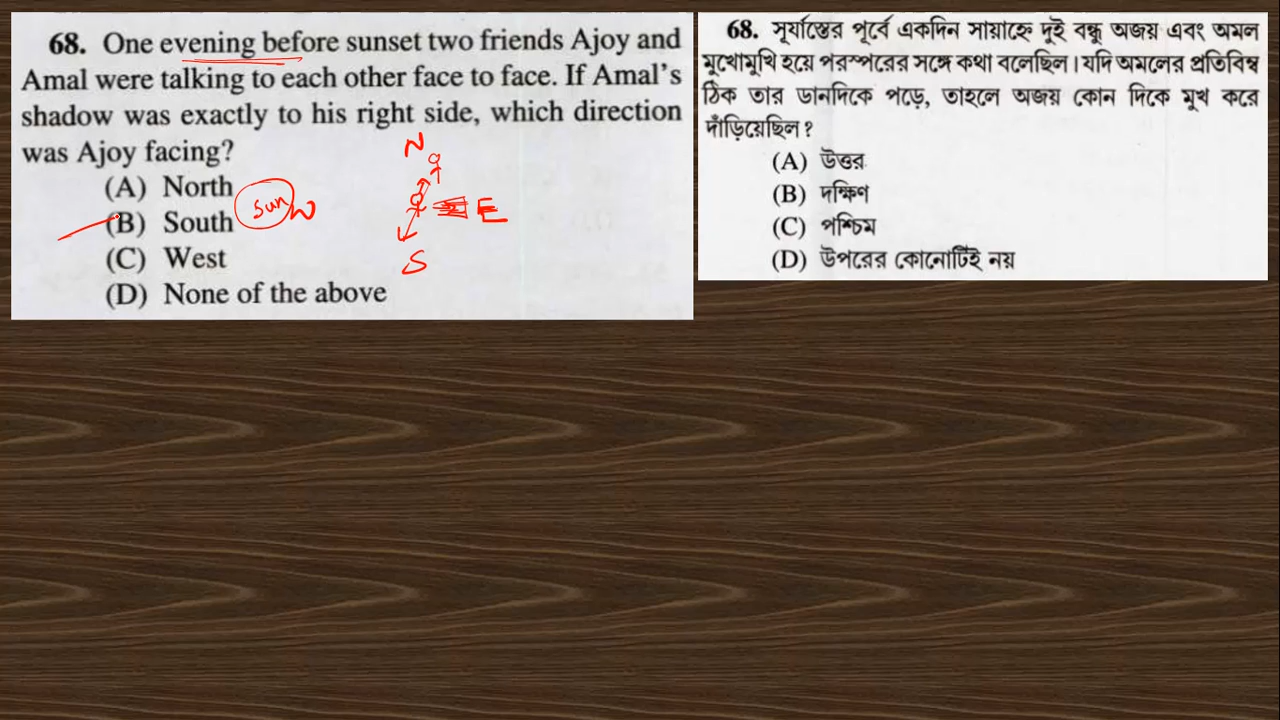 68. One evening before sunset two friends Ajoy and
Amal were talking to each other face to face. If Amal's
shadow was exactly to his right side, which direction
was Ajoy facing?
(A) North
(B) South
(C) West
(D) None of the above
N
Sun W
E
S
68. সূর্যাস্তের পূর্বে একদিন সায়াহ্নে দুই বন্ধু অজয় এবং অমল
মুখোমুখি হয়ে পরস্পরের সঙ্গে কথা বলেছিল। যদি অমলের প্রতিবিম্ব
ঠিক তার ডানদিকে পড়ে, তাহলে অজয় কোন দিকে মুখ করে
দাঁড়িয়েছিল ?
(A) উত্তর
(B) দক্ষিণ
(C) পশ্চিম
(D) উপরের কোনোটিই নয়